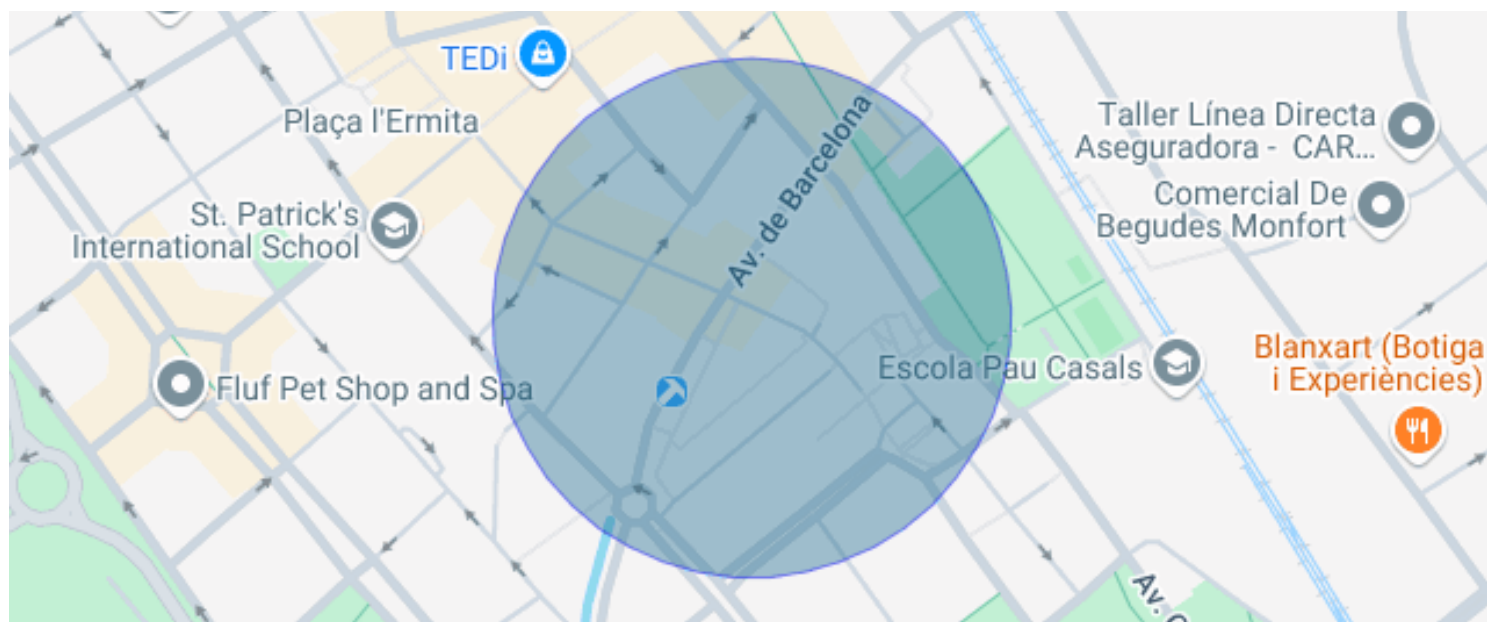 TEDi
Plaça l'Ermita
St. Patrick's
International School
Av. de Barcelona
Taller Línea Directa
Aseguradora - CAR...
Comercial De
Begudes Monfort
Escola Pau Casals
Blanxart (Botiga
i Experiències)
Fluf Pet Shop and Spa
Av. C